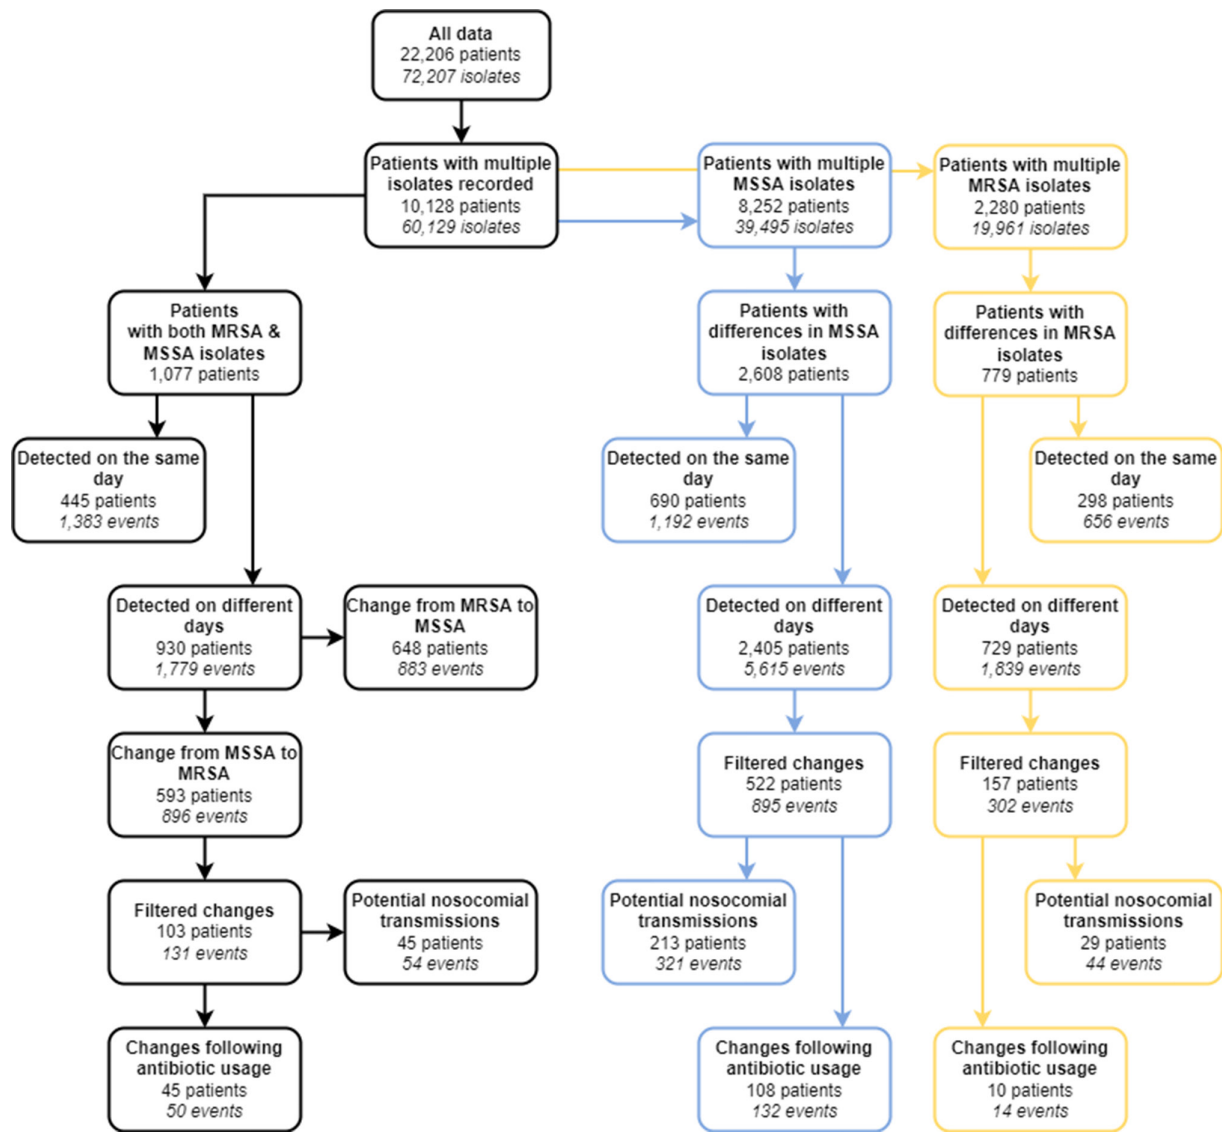 All data
22,206 patients
72,207 isolates
Patients with multiple
isolates recorded
10,128 patients
60,129 isolates
Patients with multiple
MSSA isolates
8,252 patients
39,495 isolates
Patients with multiple
MRSA isolates
2,280 patients
19,961 isolates
Patients
with both MRSA &
MSSA isolates
1,077 patients
Patients with
differences in MSSA
isolates
2,608 patients
Patients with
differences in MRSA
isolates
779 patients
Detected on the same
day
445 patients
1,383 events
Detected on the same
day
690 patients
1,192 events
Detected on the same
day
298 patients
656 events
Detected on different
days
930 patients
1,779 events
Change from MRSA to
MSSA
648 patients
883 events
Detected on different
days
2,405 patients
5,615 events
Detected on different
days
729 patients
1,839 events
Change from MSSA to
MRSA
593 patients
896 events
Filtered changes
522 patients
895 events
Filtered changes
157 patients
302 events
Filtered changes
103 patients
131 events
Potential nosocomial
transmissions
45 patients
54 events
Potential nosocomial
transmissions
213 patients
321 events
Potential nosocomial
transmissions
29 patients
44 events
Changes following
antibiotic usage
45 patients
50 events
Changes following
antibiotic usage
108 patients
132 events
Changes following
antibiotic usage
10 patients
14 events